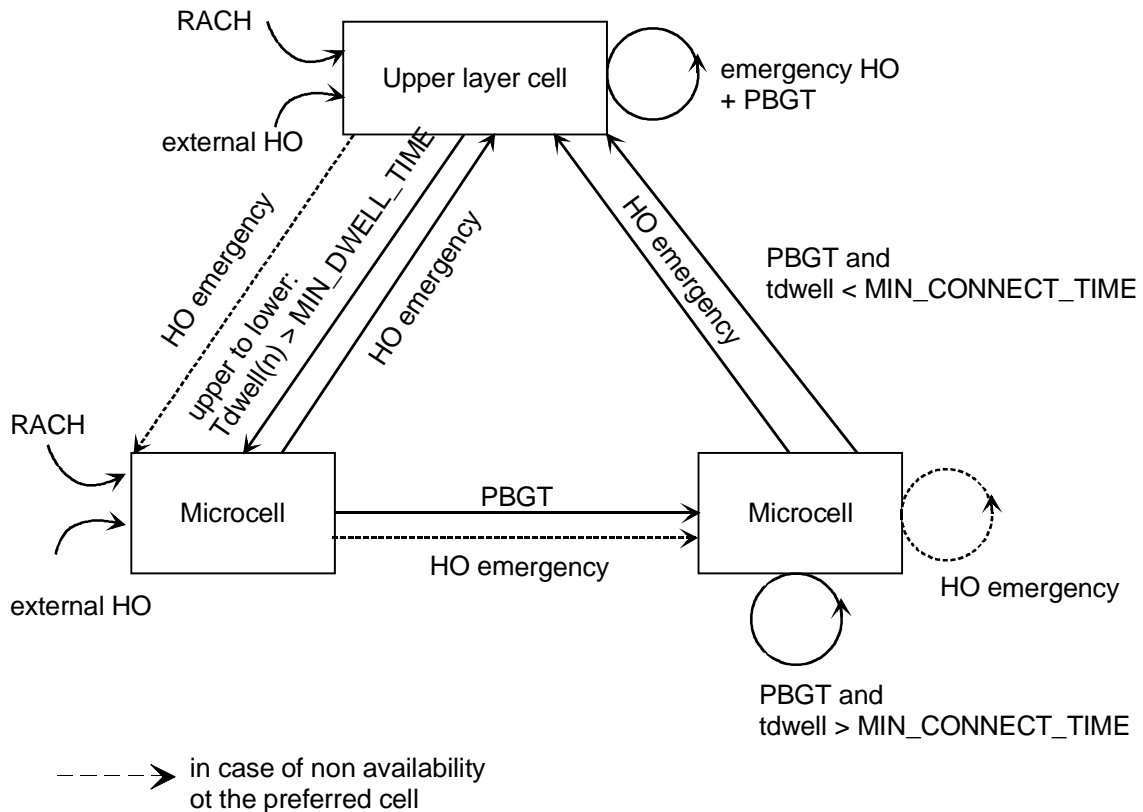 RACH
Upper layer cell
emergency HO
+ PBGT
external HO
HO emergency
upper to lower:
Tdwell(n) > MIN_DWELL_TIME
HO emergency
HO emergency
PBGT and
tdwell < MIN_CONNECT_TIME
RACH
Microcell
PBGT
Microcell
HO emergency
HO emergency
external HO
PBGT and
tdwell > MIN_CONNECT_TIME
in case of non availability
ot the preferred cell